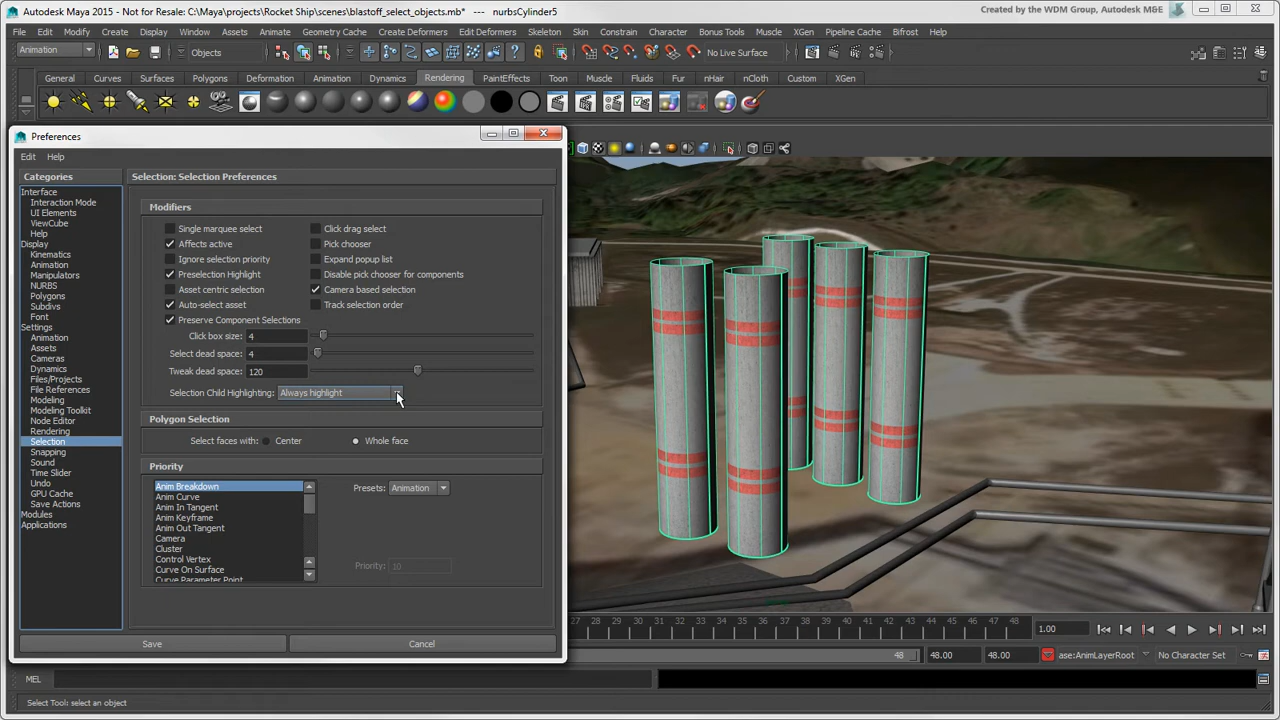 Autodesk Maya 2015 - Not for Resale: C:\Maya\projects\Rocket Ship\scenes\blastoff_select_objects.mb* --- nurbsCylinder5
Created by the WDM Group, Autodesk M&E
File Edit Modify Create Display Window Assets Animate Geometry Cache Create Deformers Edit Deformers Skeleton Skin Constrain Character Bonus Tools Muscle XGen Pipeline Cache Bifrost Help
Animation Objects No Live Surface
General Curves Surfaces Polygons Deformation Animation Dynamics Rendering PaintEffects Toon Muscle Fluids Fur nHair nCloth Custom XGen
Preferences
Edit Help
Categories
Interface
Interaction Mode
UI Elements
ViewCube
Help
Display
Kinematics
Animation
Manipulators
NURBS
Polygons
Subdivs
Font
Settings
Animation
Assets
Cameras
Dynamics
Files/Projects
File References
Modeling
Modeling Toolkit
Node Editor
Rendering
Selection
Snapping
Sound
Time Slider
Undo
GPU Cache
Save Actions
Modules
Applications
Selection: Selection Preferences
Modifiers
Single marquee select Click drag select
Affects active Pick chooser
Ignore selection priority Expand popup list
Preselection Highlight Disable pick chooser for components
Asset centric selection Camera based selection
Auto-select asset Track selection order
Preserve Component Selections
Click box size: 4
Select dead space: 4
Tweak dead space: 120
Selection Child Highlighting: Always highlight
Polygon Selection
Select faces with: Center Whole face
Priority
Anim Breakdown
Anim Curve
Anim In Tangent
Anim Keyframe
Anim Out Tangent
Camera
Cluster
Control Vertex
Curve On Surface
Curve Parameter Point
Presets: Animation
Priority: 10
Save Cancel
27 28 29 30 31 32 33 34 35 36 37 38 39 40 41 42 43 44 45 46 47 48 1.00
48 48.00 48.00 ase:AnimLayerRoot No Character Set
MEL
Select Tool: select an object